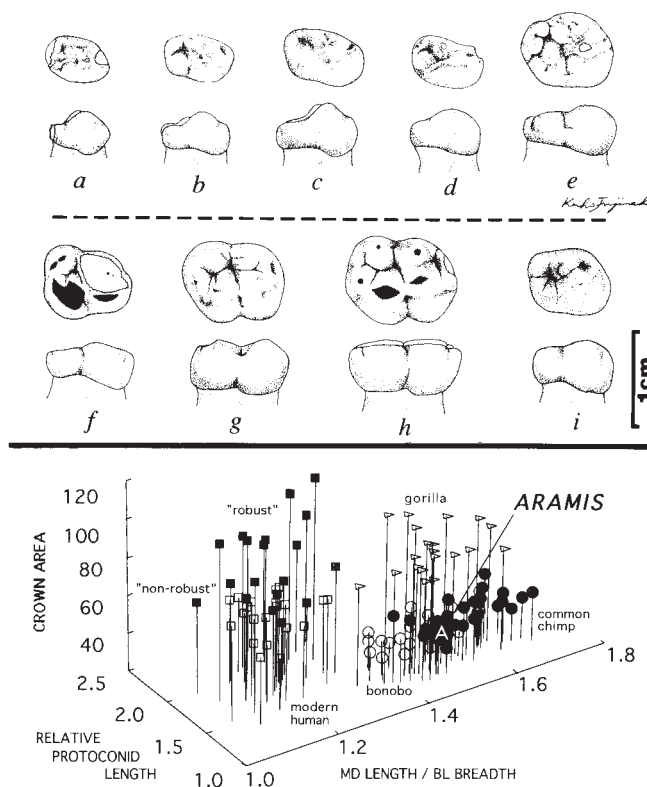 a b c d e
f g h i
1cm
120
100
80
60
40
2.5
2.0
1.5
1.0
CROWN AREA
RELATIVE
PROTOCONID
LENGTH
1.0 1.2 1.4 1.6 1.8
MD LENGTH / BL BREADTH
"robust"
"non-robust"
modern
human
gorilla
ARAMIS
A
bonobo
common
chimp